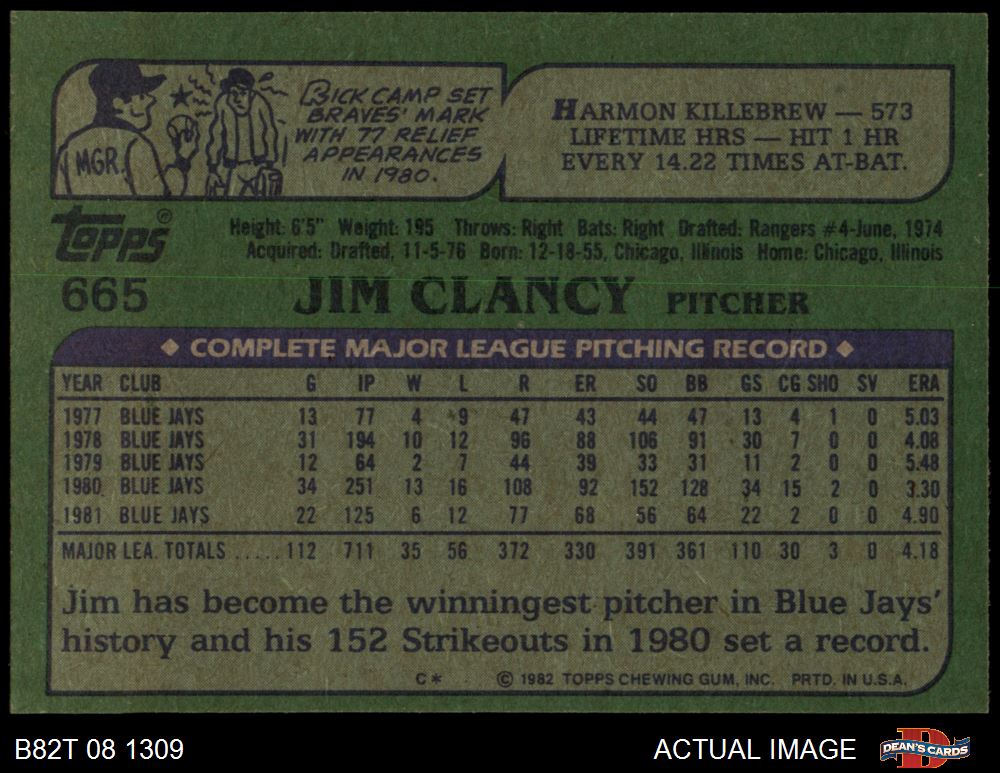 MGR.
BICK CAMP SET
BRAVES' MARK
WITH 77 RELIEF
APPEARANCES
IN 1980.
HARMON KILLEBREW — 573
LIFETIME HRS — HIT 1 HR
EVERY 14.22 TIMES AT-BAT.
Topps®
Height: 6'5" Weight: 195 Throws: Right Bats: Right Drafted: Rangers #4-June, 1974
Acquired: Drafted, 11-5-76 Born: 12-18-55, Chicago, Illinois Home: Chicago, Illinois
665 JIM CLANCY PITCHER
◆ COMPLETE MAJOR LEAGUE PITCHING RECORD ◆
YEAR CLUB G IP W L R ER SO BB GS CG SHO SV ERA
1977 BLUE JAYS 13 77 4 9 47 43 44 47 13 4 1 0 5.03
1978 BLUE JAYS 31 194 10 12 96 88 106 91 30 7 0 0 4.08
1979 BLUE JAYS 12 64 2 7 44 39 33 31 11 2 0 0 5.48
1980 BLUE JAYS 34 251 13 16 108 92 152 128 34 15 2 0 3.30
1981 BLUE JAYS 22 125 6 12 77 68 56 64 22 2 0 0 4.90
MAJOR LEA. TOTALS ..... 112 711 35 56 372 330 391 361 110 30 3 0 4.18
Jim has become the winningest pitcher in Blue Jays'
history and his 152 Strikeouts in 1980 set a record.
C* © 1982 TOPPS CHEWING GUM, INC. PRTD. IN U.S.A.
B82T 08 1309 ACTUAL IMAGE DEAN'S CARDS